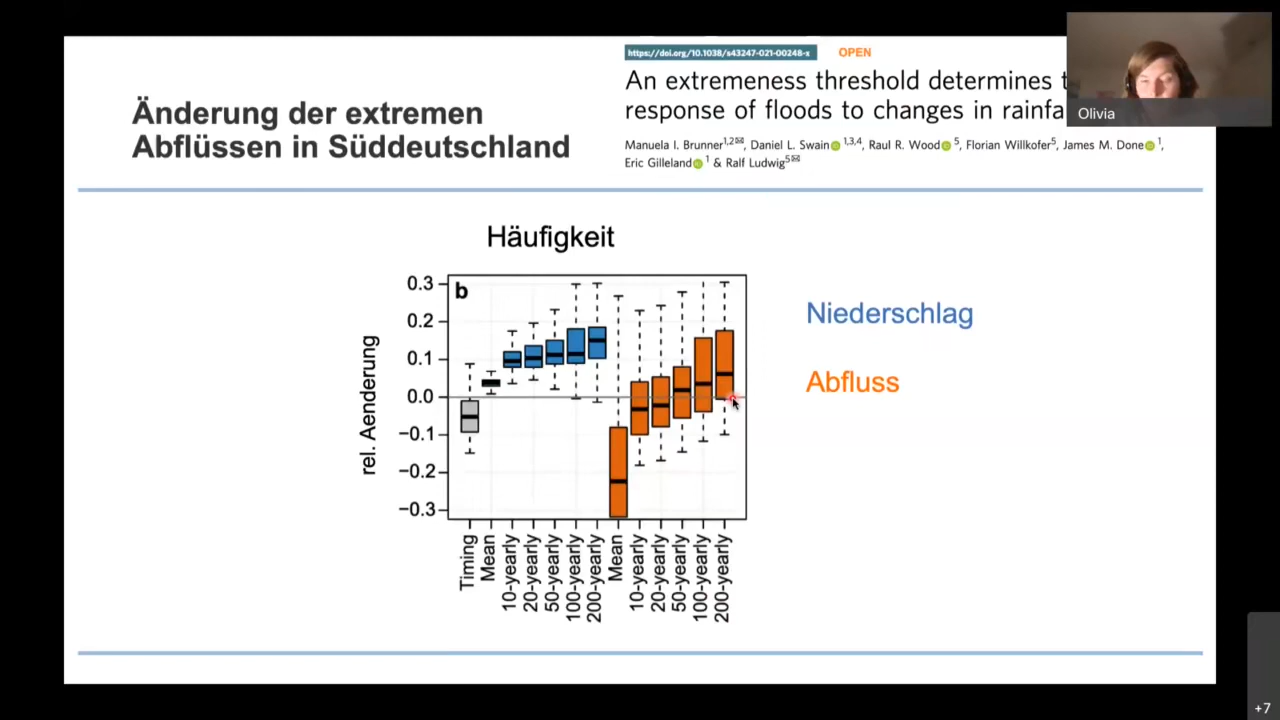 https://doi.org/10.1038/s43247-021-00248-x
OPEN
An extremeness threshold determines
response of floods to changes in
Olivia
Manuela I. Brunner1,2✉, Daniel L. Swain 1,3,4, Raul R. Wood 5, Florian Willkofer5, James M. Done 1,
Eric Gilleland 1 & Ralf Ludwig5✉
Änderung der extremen
Abflüssen in Süddeutschland
Häufigkeit
b
rel. Aenderung
0.3
0.2
0.1
0.0
−0.1
−0.2
−0.3
Timing
Mean
10-yearly
20-yearly
50-yearly
100-yearly
200-yearly
Mean
10-yearly
20-yearly
50-yearly
100-yearly
200-yearly
Niederschlag
Abfluss
+7